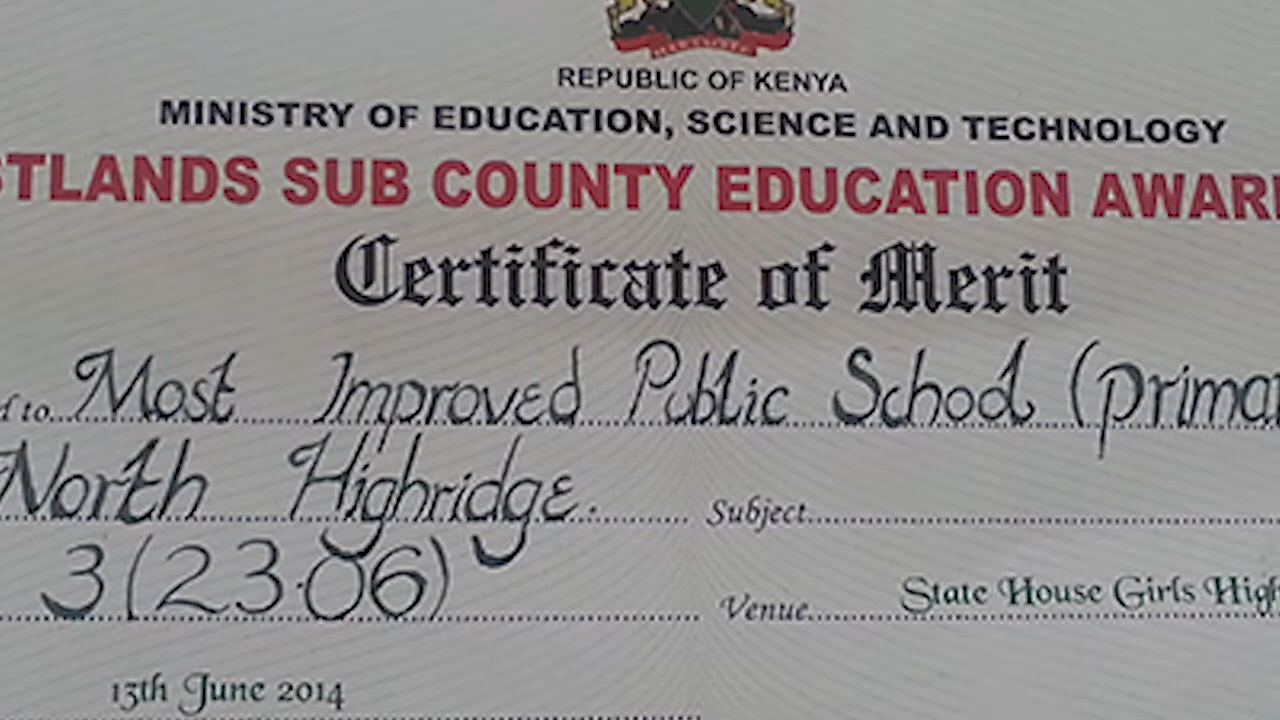 REPUBLIC OF KENYA
MINISTRY OF EDUCATION, SCIENCE AND TECHNOLOGY
STLANDS SUB COUNTY EDUCATION AWAR
Certificate of Merit
d to Most Improved Public School (prima
North Highridge. Subject
3 (23.06) Venue State House Girls High
13th June 2014